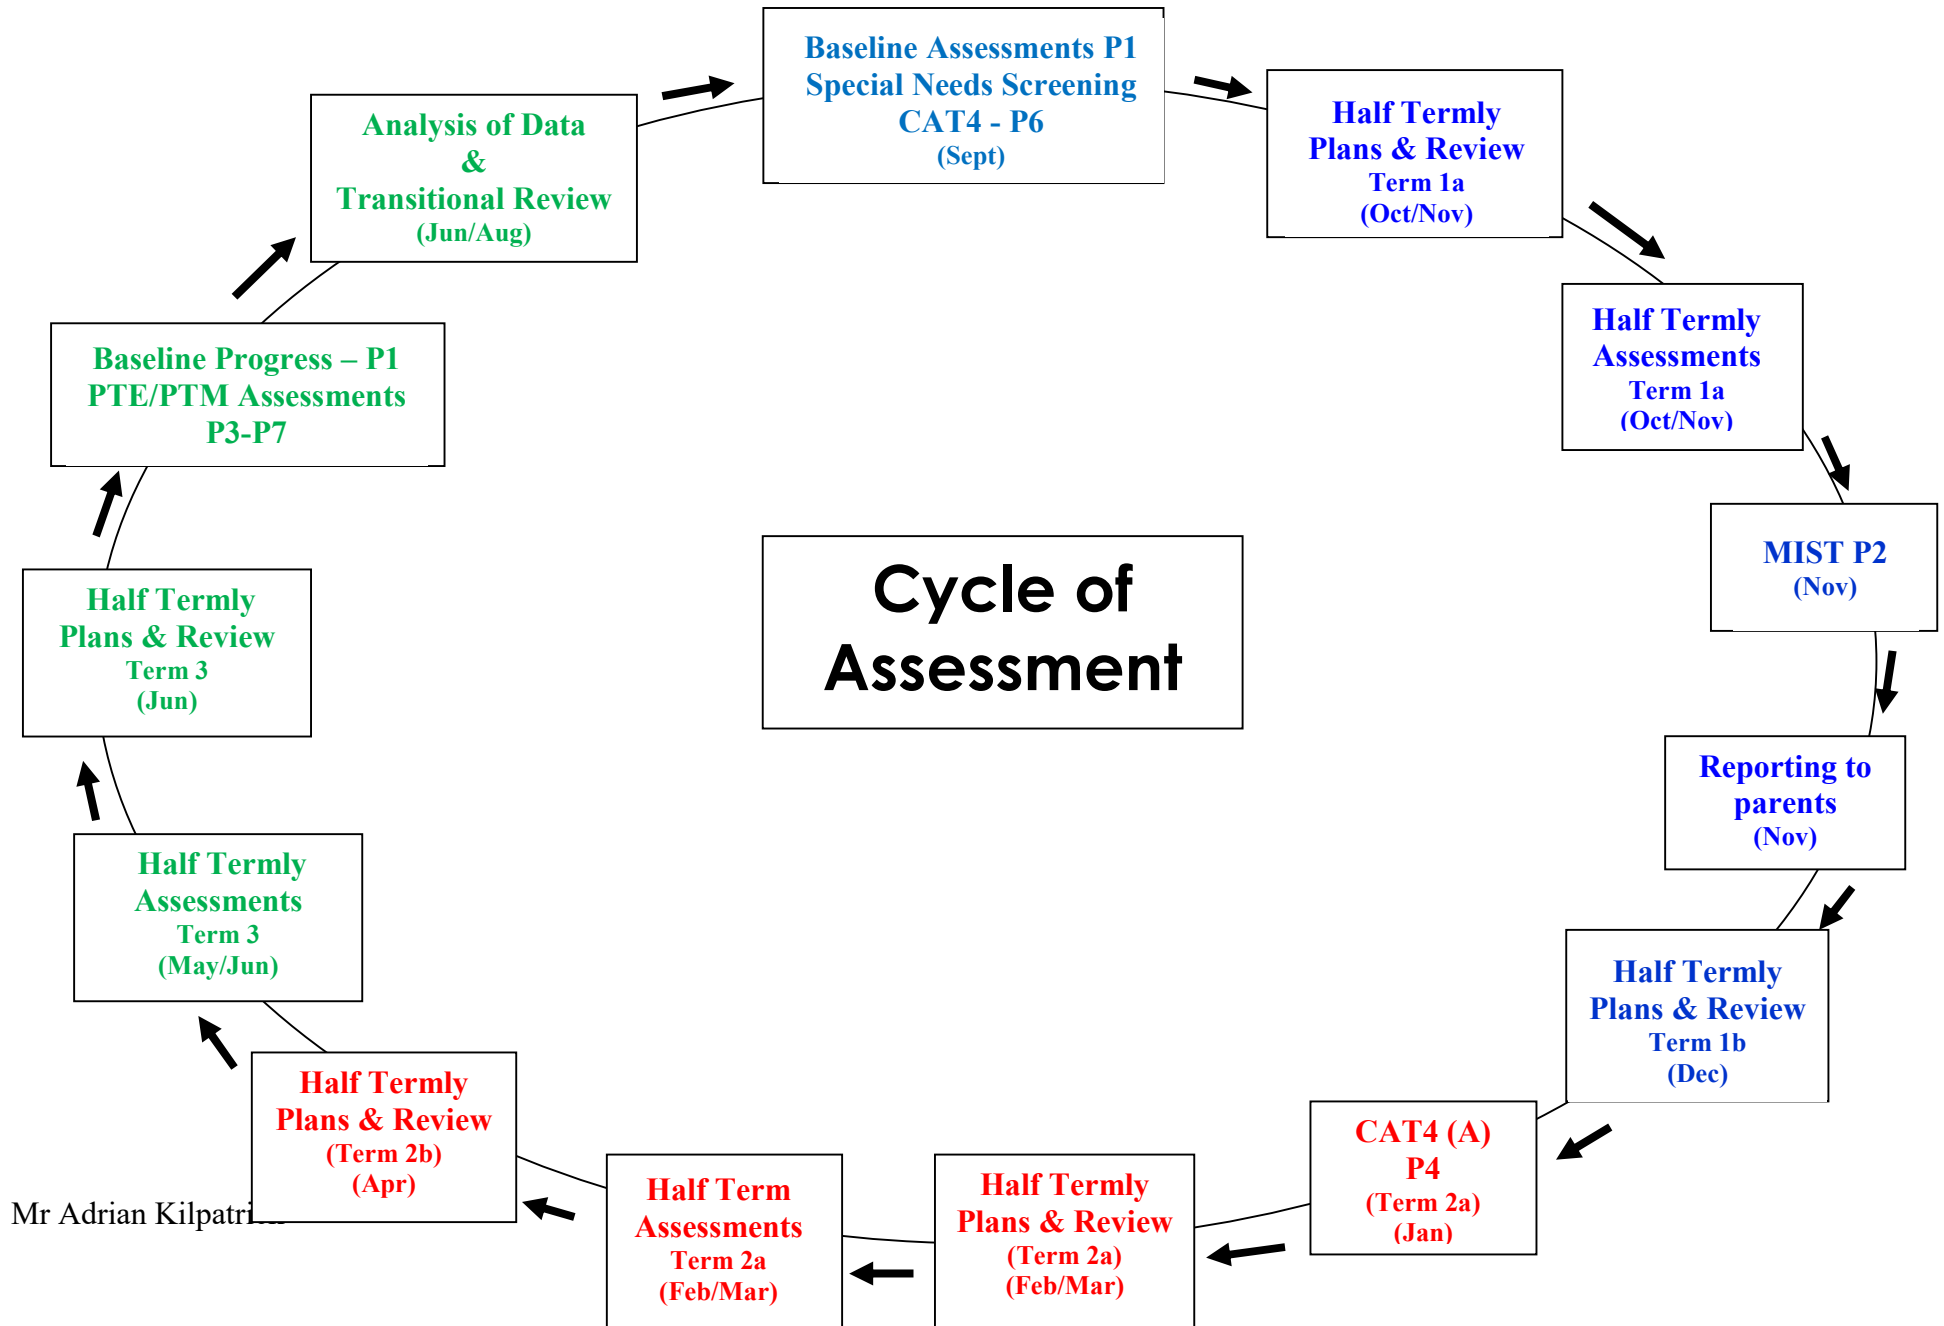 Baseline Assessments P1
Special Needs Screening
CAT4 - P6
(Sept)
Half Termly
Plans & Review
Term 1a
(Oct/Nov)
Half Termly
Assessments
Term 1a
(Oct/Nov)
MIST P2
(Nov)
Reporting to
parents
(Nov)
Half Termly
Plans & Review
Term 1b
(Dec)
CAT4 (A)
P4
(Term 2a)
(Jan)
Half Termly
Plans & Review
(Term 2a)
(Feb/Mar)
Half Term
Assessments
Term 2a
(Feb/Mar)
Half Termly
Plans & Review
(Term 2b)
(Apr)
Half Termly
Assessments
Term 3
(May/Jun)
Half Termly
Plans & Review
Term 3
(Jun)
Baseline Progress – P1
PTE/PTM Assessments
P3-P7
Analysis of Data
&
Transitional Review
(Jun/Aug)
Cycle of
Assessment
Mr Adrian